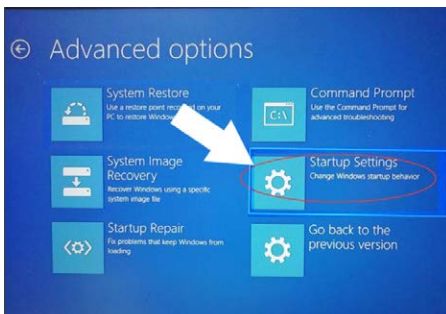 Advanced options
System Restore
Use a restore point recorded on your
PC to restore Windows
System Image
Recovery
Recover Windows using a specific
system image file
Startup Repair
Fix problems that keep Windows from
loading
Command Prompt
Use the Command Prompt for
advanced troubleshooting
C:\
Startup Settings
Change Windows startup behavior
Go back to the
previous version